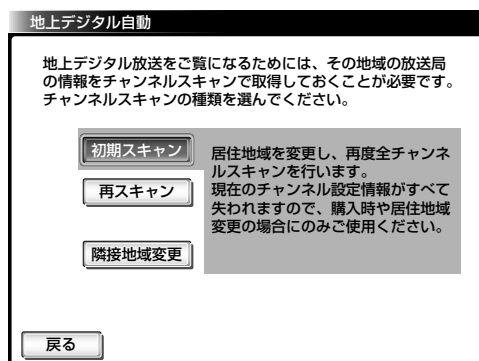 地上デジタル自動
地上デジタル放送をご覧になるためには、その地域の放送局
の情報をチャンネルスキャンで取得しておくことが必要です。
チャンネルスキャンの種類を選んでください。
初期スキャン
再スキャン
隣接地域変更
居住地域を変更し、再度全チャンネ
ルスキャンを行います。
現在のチャンネル設定情報がすべて
失われますので、購入時や居住地域
変更の場合にのみご使用ください。
戻る